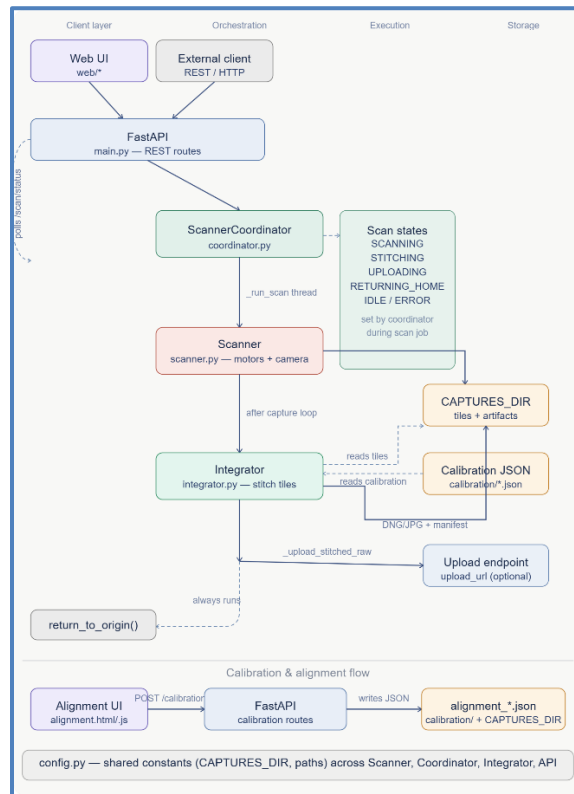 Client layer
Orchestration
Execution
Storage
Web UI
web/*
External client
REST / HTTP
FastAPI
main.py — REST routes
polls /scan/status
ScannerCoordinator
coordinator.py
Scan states
SCANNING
STITCHING
UPLOADING
RETURNING_HOME
IDLE / ERROR
set by coordinator
during scan job
_run_scan thread
Scanner
scanner.py — motors + camera
CAPTURES_DIR
tiles + artifacts
after capture loop
reads tiles
Integrator
integrator.py — stitch tiles
reads calibration
Calibration JSON
calibration/*.json
DNG/JPG + manifest
_upload_stitched_raw
Upload endpoint
upload_url (optional)
always runs
return_to_origin()
Calibration & alignment flow
Alignment UI
alignment.html/.js
POST /calibration
FastAPI
calibration routes
writes JSON
alignment_*.json
calibration/ + CAPTURES_DIR
config.py — shared constants (CAPTURES_DIR, paths) across Scanner, Coordinator, Integrator, API